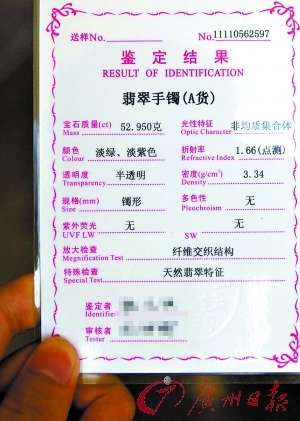 送样No. No.11110562597
鉴定结果
RESULT OF IDENTIFICATION
翡翠手镯(A货)
宝石质量(ct) 52.950克 光性特征 非均质集合体
Mass Optic Character
颜色 淡绿、淡紫色 折射率 1.66(点测)
Colour Refractive Index
透明度 半透明 密度(g/cm³) 3.34
Transparency Density
规格(mm) 镯形 多色性 无
Size Pleochroism
紫外荧光 无 无
UVF LW SW
放大检查 纤维交织结构
Megnification Test
特殊检查 天然翡翠特征
Special Test
鉴定者
Identifie
审核者
Tester
广州日报